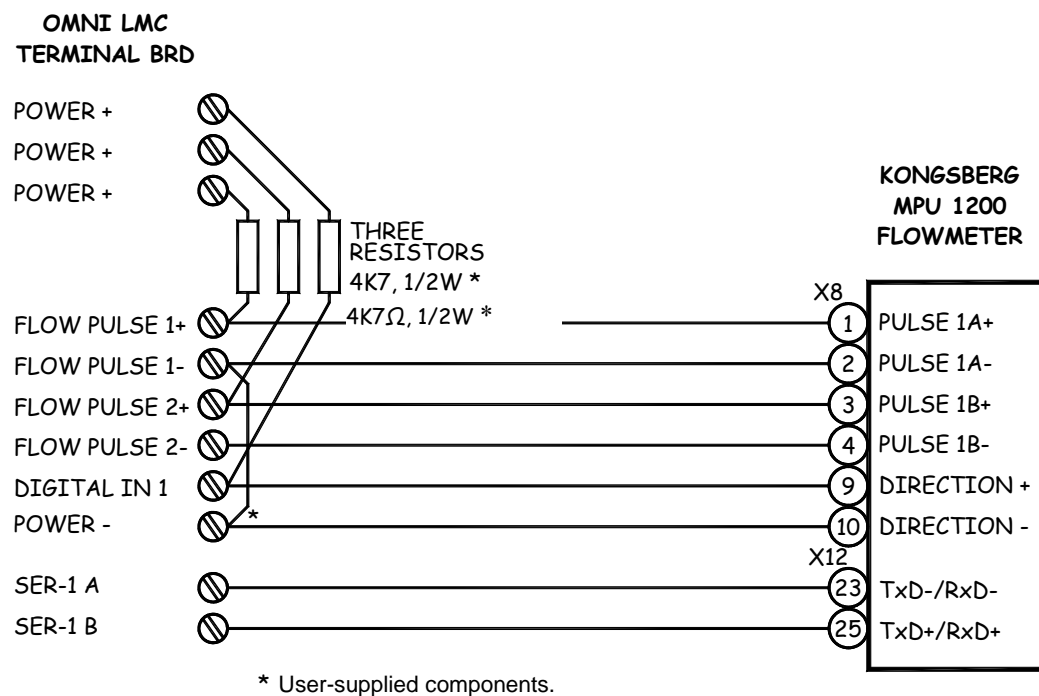 OMNI LMC
TERMINAL BRD
POWER +
POWER +
POWER +
KONGSBERG
MPU 1200
FLOWMETER
THREE
RESISTORS
4K7, 1/2W *
4K7Ω, 1/2W *
X8
FLOW PULSE 1+
1
PULSE 1A+
FLOW PULSE 1-
2
PULSE 1A-
FLOW PULSE 2+
3
PULSE 1B+
FLOW PULSE 2-
4
PULSE 1B-
DIGITAL IN 1
9
DIRECTION +
POWER -
*
10
DIRECTION -
X12
SER-1 A
23
TxD-/RxD-
SER-1 B
25
TxD+/RxD+
* User-supplied components.